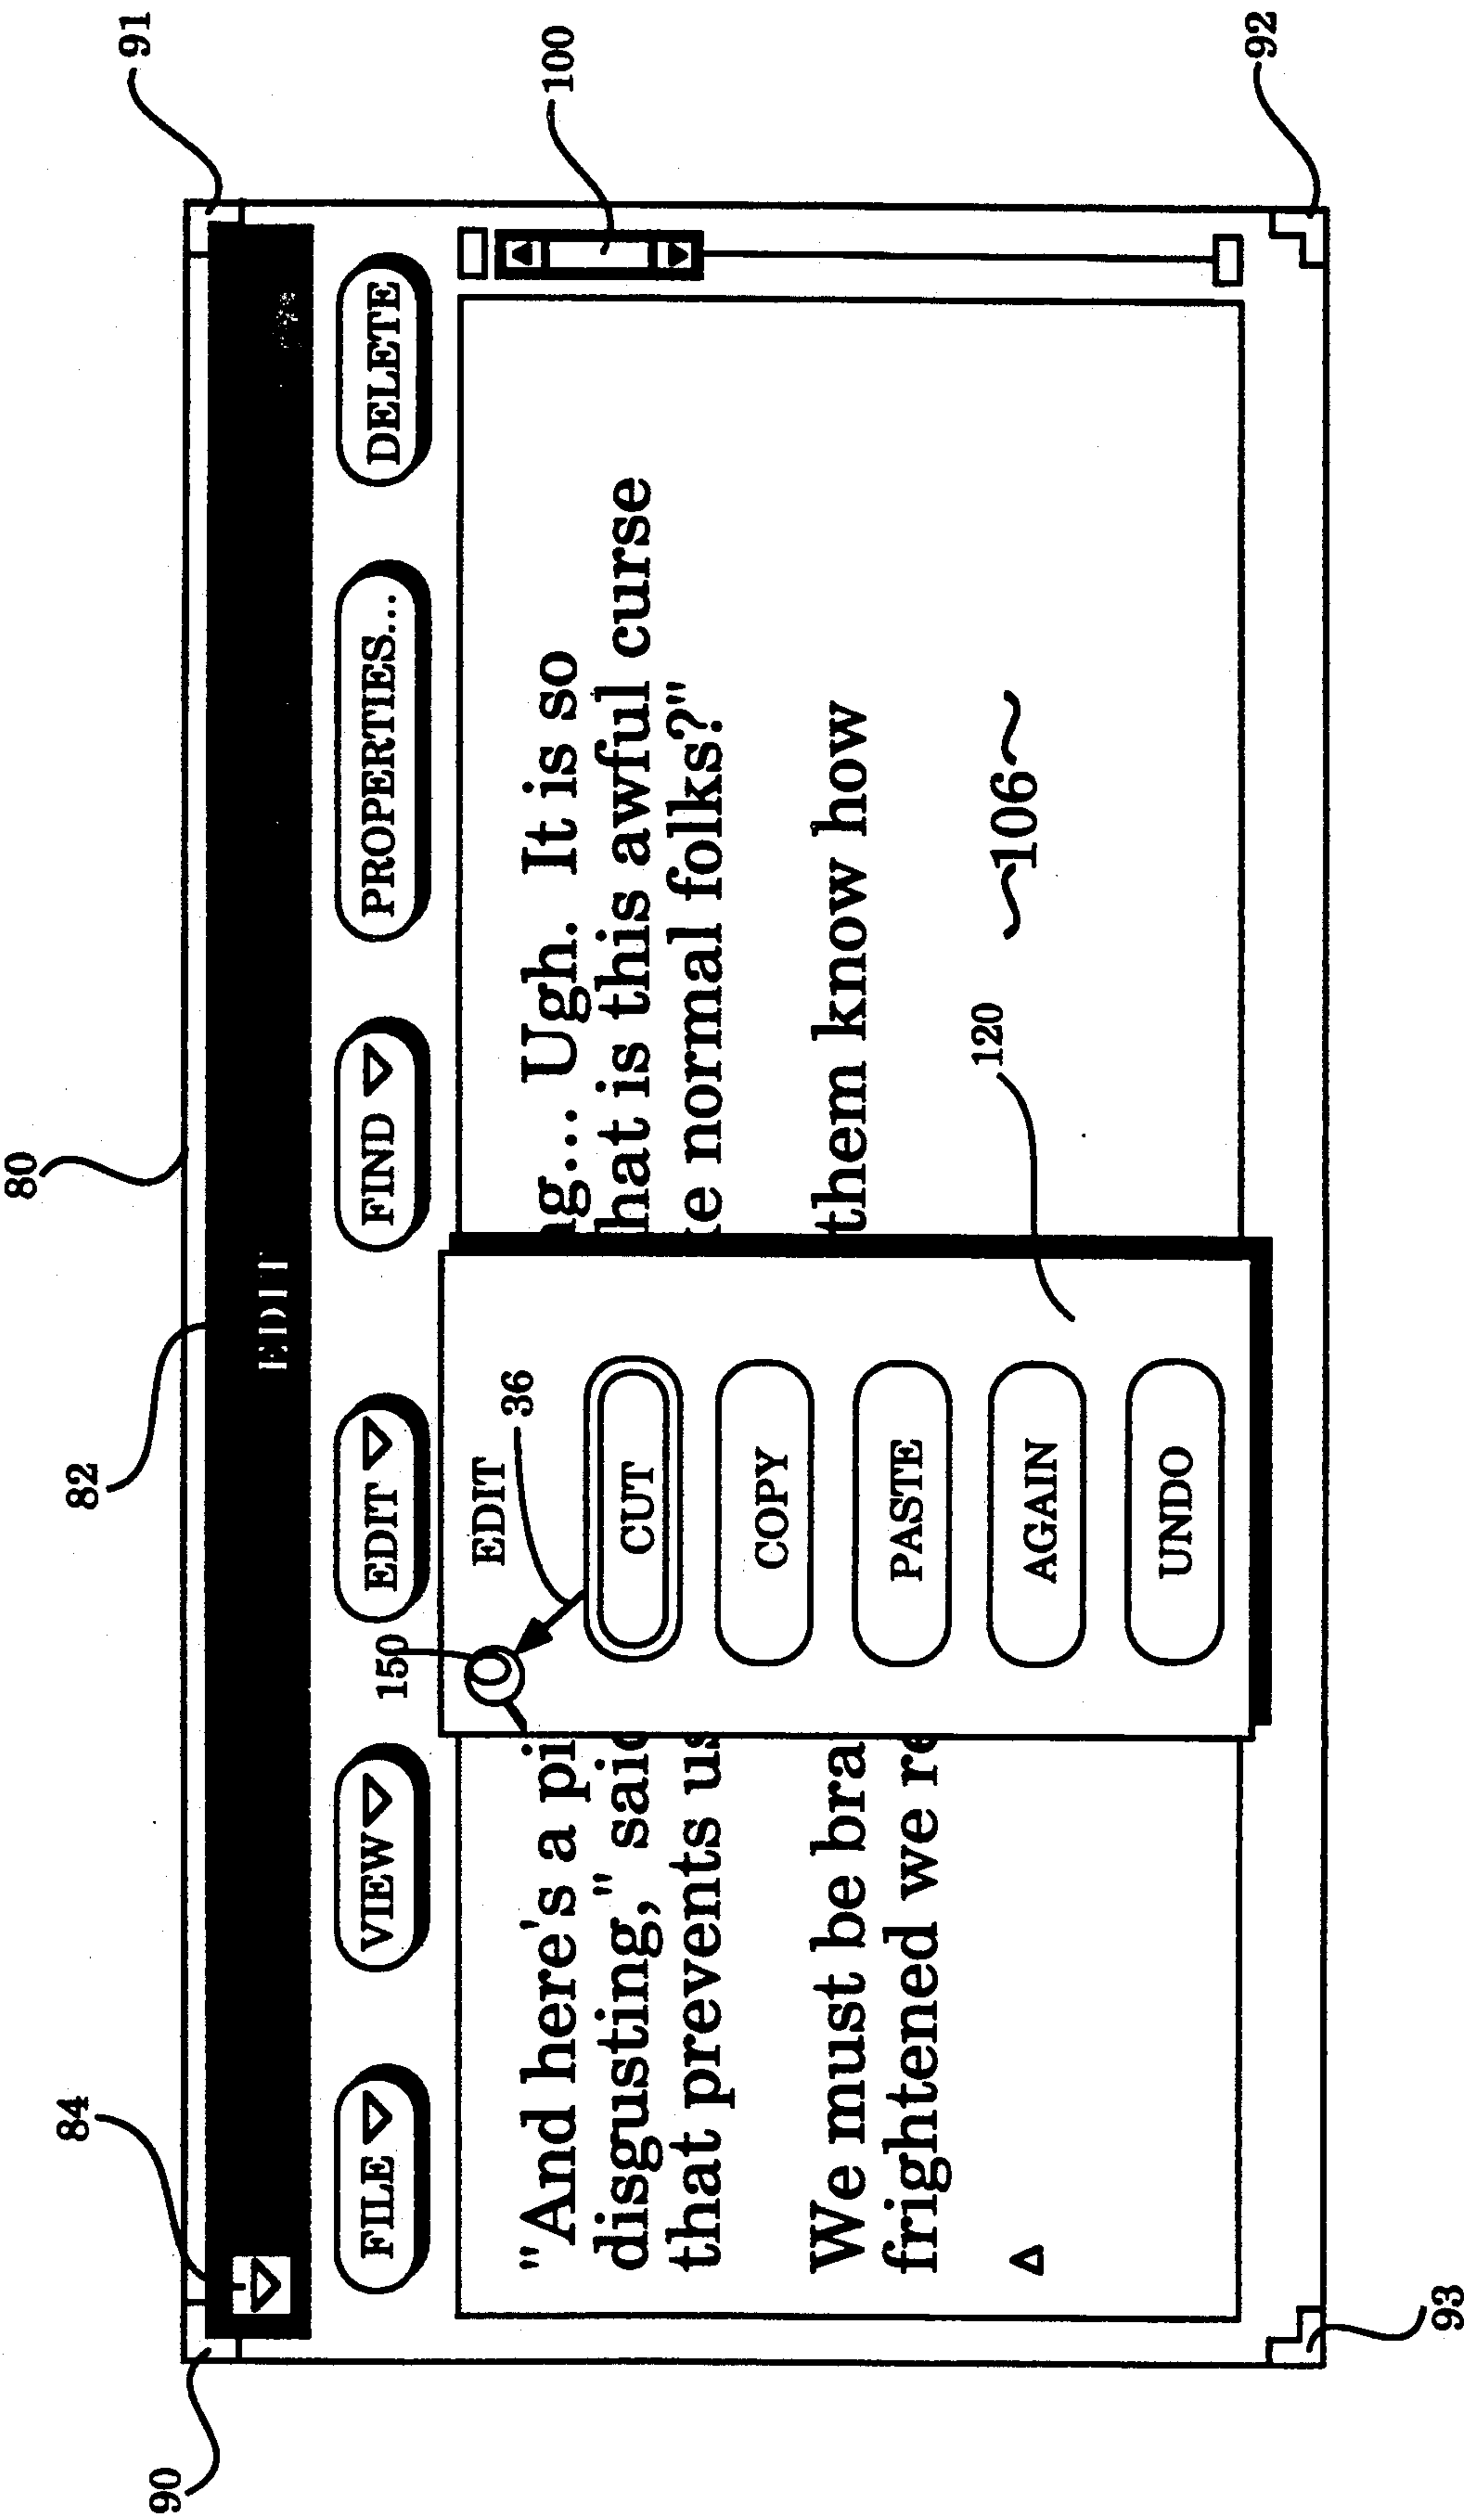 80
82
84
90
91
EDIT
FILE VIEW EDIT FIND PROPERTIES... DELETE
150
36
100
EDIT
CUT
COPY
PASTE
AGAIN
UNDO
120
"And here's a pi g... Ugh. It is so
disgusting," said hat is this awful curse
that prevents us e normal folks?"
We must be bra them know how
frightened we re
106
93
92